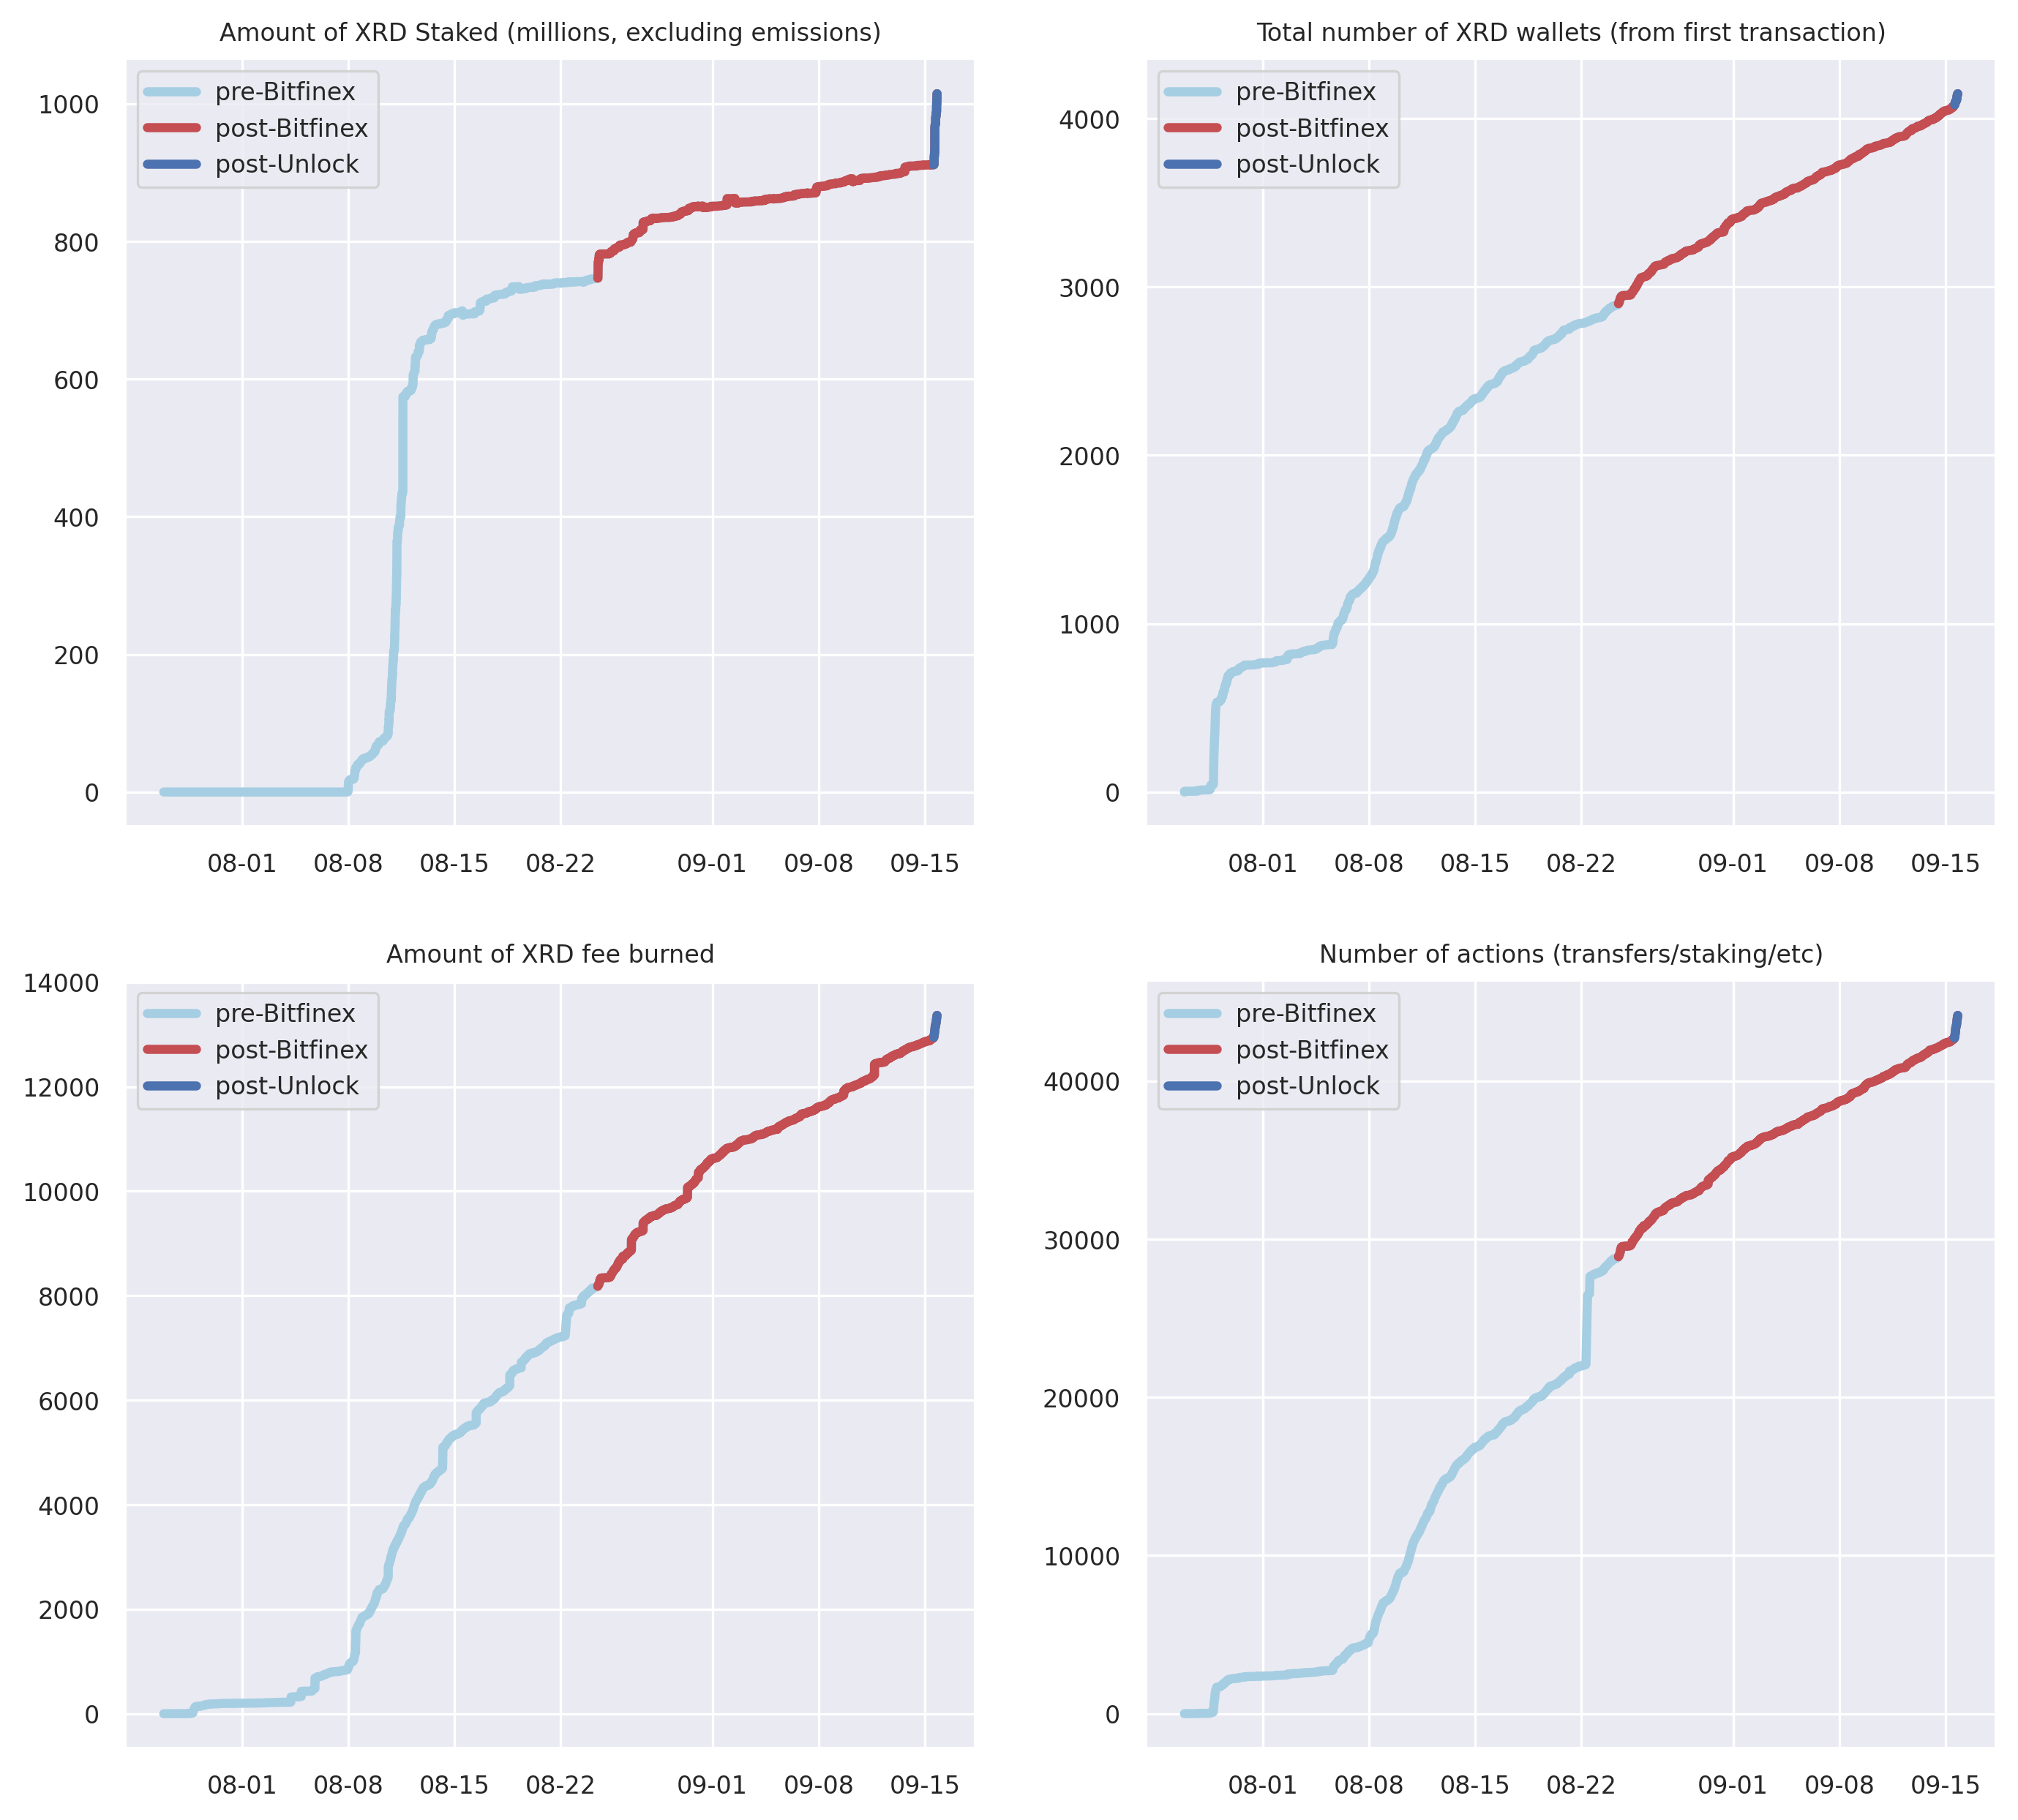 Amount of XRD Staked (millions, excluding emissions)
pre-Bitfinex
post-Bitfinex
post-Unlock
1000
800
600
400
200
0
08-01 08-08 08-15 08-22 09-01 09-08 09-15
Total number of XRD wallets (from first transaction)
pre-Bitfinex
post-Bitfinex
post-Unlock
4000
3000
2000
1000
0
08-01 08-08 08-15 08-22 09-01 09-08 09-15
Amount of XRD fee burned
pre-Bitfinex
post-Bitfinex
post-Unlock
14000
12000
10000
8000
6000
4000
2000
0
08-01 08-08 08-15 08-22 09-01 09-08 09-15
Number of actions (transfers/staking/etc)
pre-Bitfinex
post-Bitfinex
post-Unlock
40000
30000
20000
10000
0
08-01 08-08 08-15 08-22 09-01 09-08 09-15